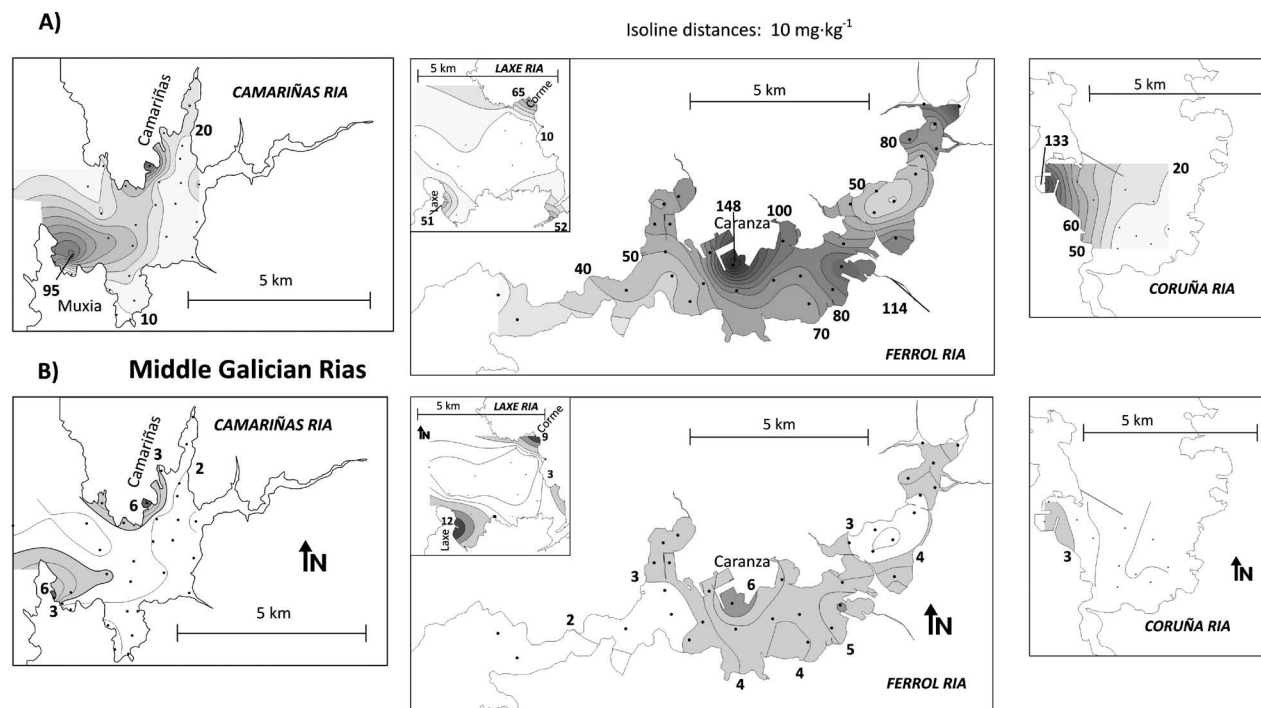 A)
Isoline distances: 10 mg·kg⁻¹
CAMARIÑAS RIA
Camariñas
20
95
Muxia
10
5 km
5 km
LAXE RIA
65
Corme
10
Laxe
51
52
5 km
80
50
148
Caranza
100
50
40
80
70
114
FERROL RIA
5 km
133
20
60
50
CORUÑA RIA
B)
Middle Galician Rias
CAMARIÑAS RIA
Camariñas
3
2
6
6
3
N
5 km
5 km
LAXE RIA
N
Corme
9
3
12
Laxe
5 km
3
4
Caranza
6
3
2
5
4
4
N
FERROL RIA
5 km
3
N
CORUÑA RIA